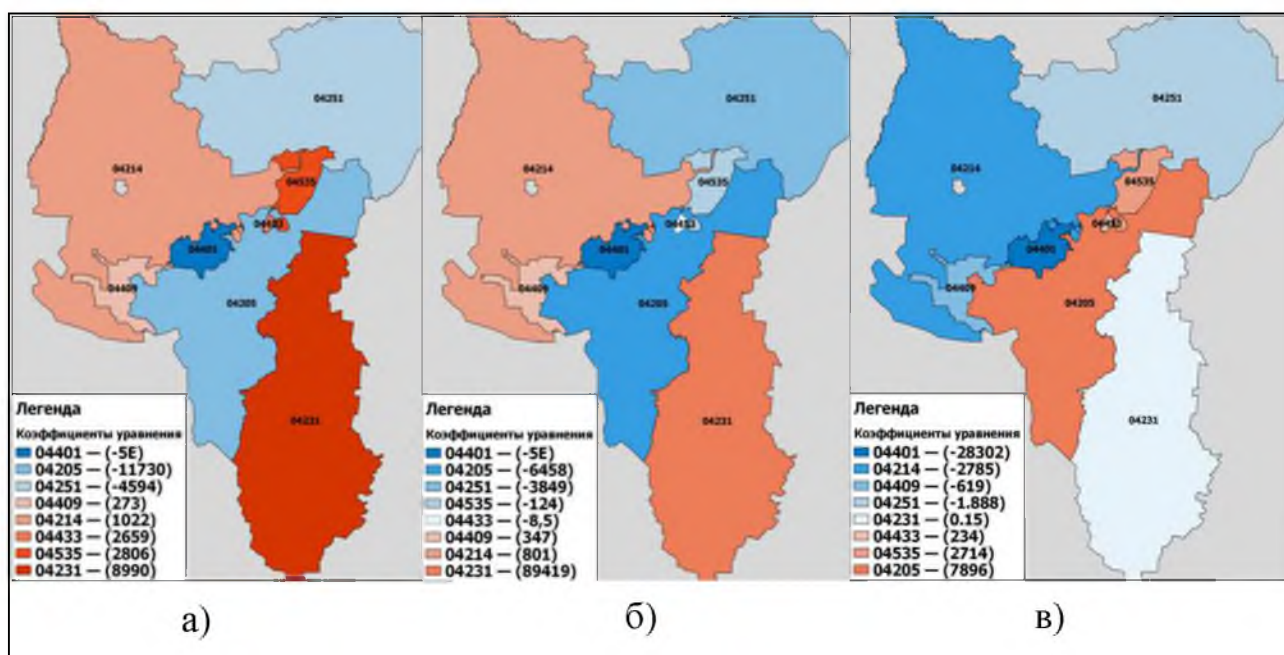 04251
04214
04535
04433
04401
04409
04205
04231
Легенда
Коэффициенты уравнения
04401 — (-5E)
04205 — (-11730)
04251 — (-4594)
04409 — (273)
04214 — (1022)
04433 — (2659)
04535 — (2806)
04231 — (8990)
а)
04251
04214
04535
04433
04401
04409
04205
04231
Легенда
Коэффициенты уравнения
04401 — (-5E)
04205 — (-6458)
04251 — (-3849)
04535 — (-124)
04433 — (-8,5)
04409 — (347)
04214 — (801)
04231 — (89419)
б)
04251
04214
04535
04433
04401
04409
04205
04231
Легенда
Коэффициенты уравнения
04401 — (-28302)
04214 — (-2785)
04409 — (-619)
04251 — (-1.888)
04231 — (0.15)
04433 — (234)
04535 — (2714)
04205 — (7896)
в)